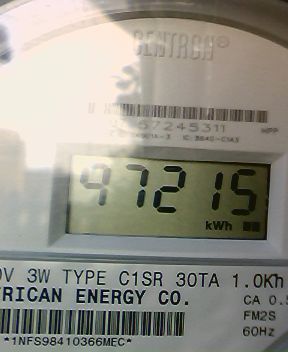 CENTRON®
57245311
HPP
97215
kWh
V 3W TYPE C1SR 30TA 1.0Kh
RICAN ENERGY CO.
CA 0.5
FM2S
*1NFS98410366MEC*
60Hz